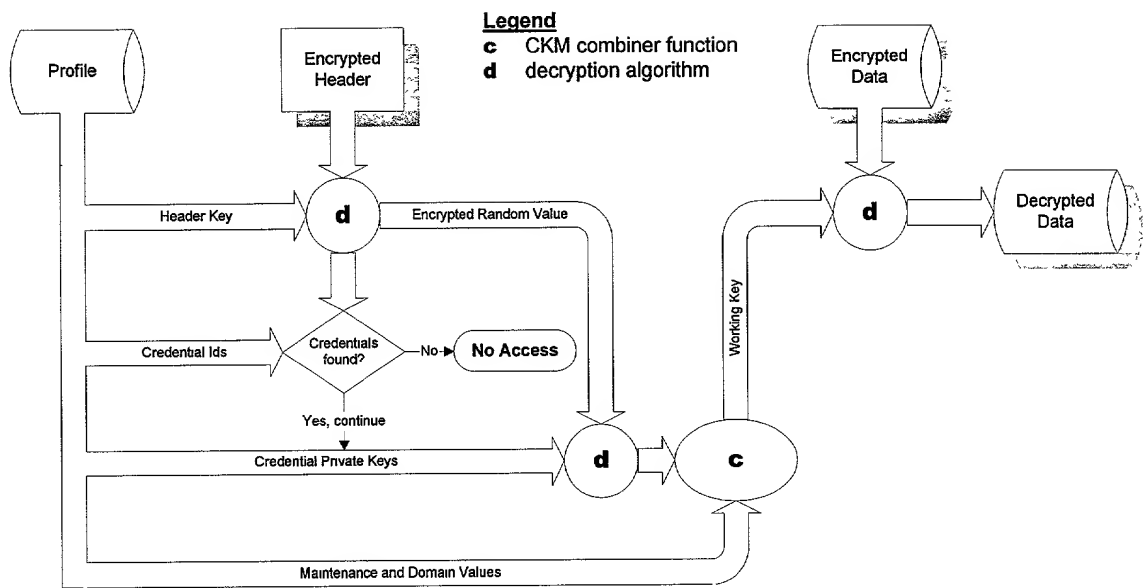 Legend
c CKM combiner function
d decryption algorithm
Profile
Encrypted
Header
Encrypted
Data
Header Key
d
Encrypted Random Value
d
Decrypted
Data
Working Key
Credential Ids
Credentials
found?
No
No Access
Yes, continue
Credential Private Keys
d
c
Maintenance and Domain Values